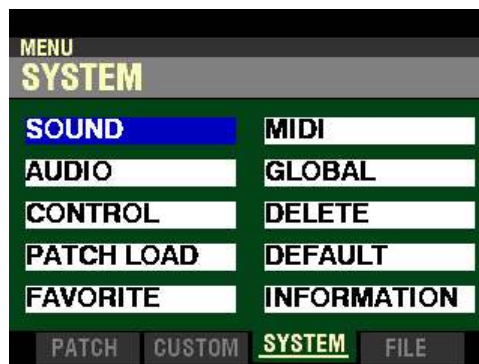 MENU
SYSTEM
SOUND MIDI
AUDIO GLOBAL
CONTROL DELETE
PATCH LOAD DEFAULT
FAVORITE INFORMATION
PATCH CUSTOM SYSTEM FILE